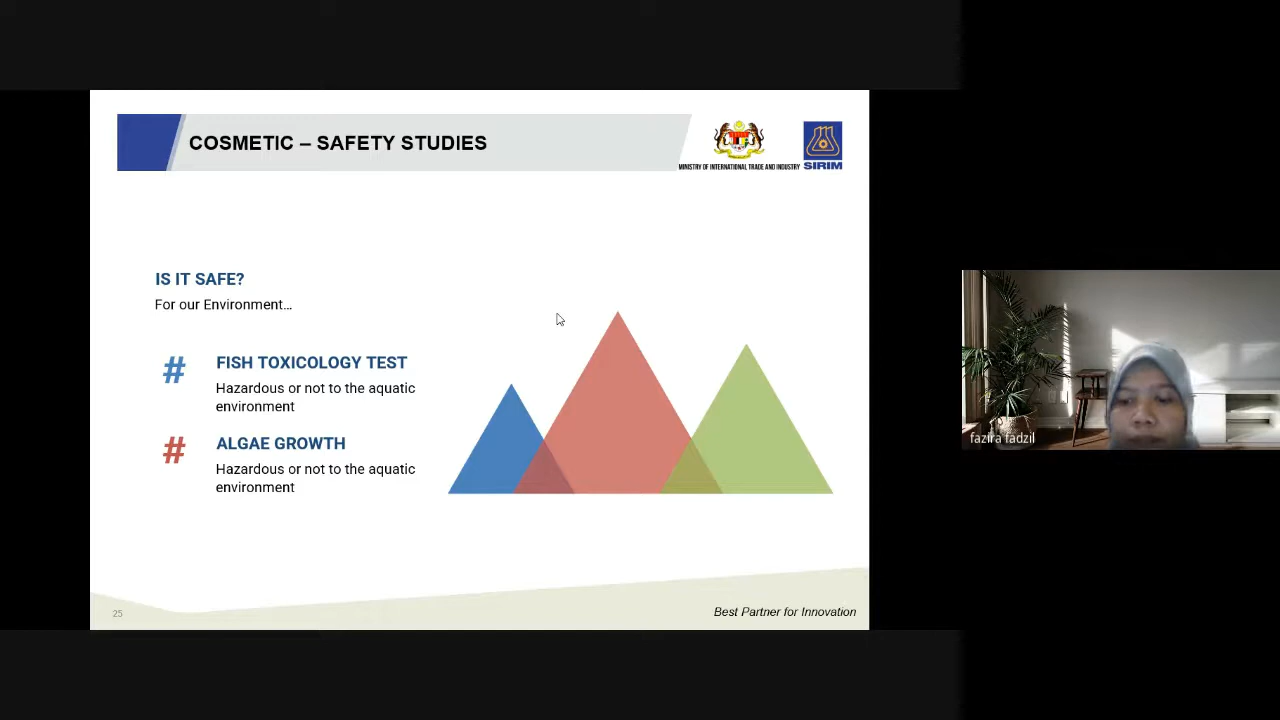 COSMETIC – SAFETY STUDIES
MINISTRY OF INTERNATIONAL TRADE AND INDUSTRY
SIRIM
IS IT SAFE?
For our Environment...
#
FISH TOXICOLOGY TEST
Hazardous or not to the aquatic
environment
#
ALGAE GROWTH
Hazardous or not to the aquatic
environment
25
Best Partner for Innovation
fazira fadzil